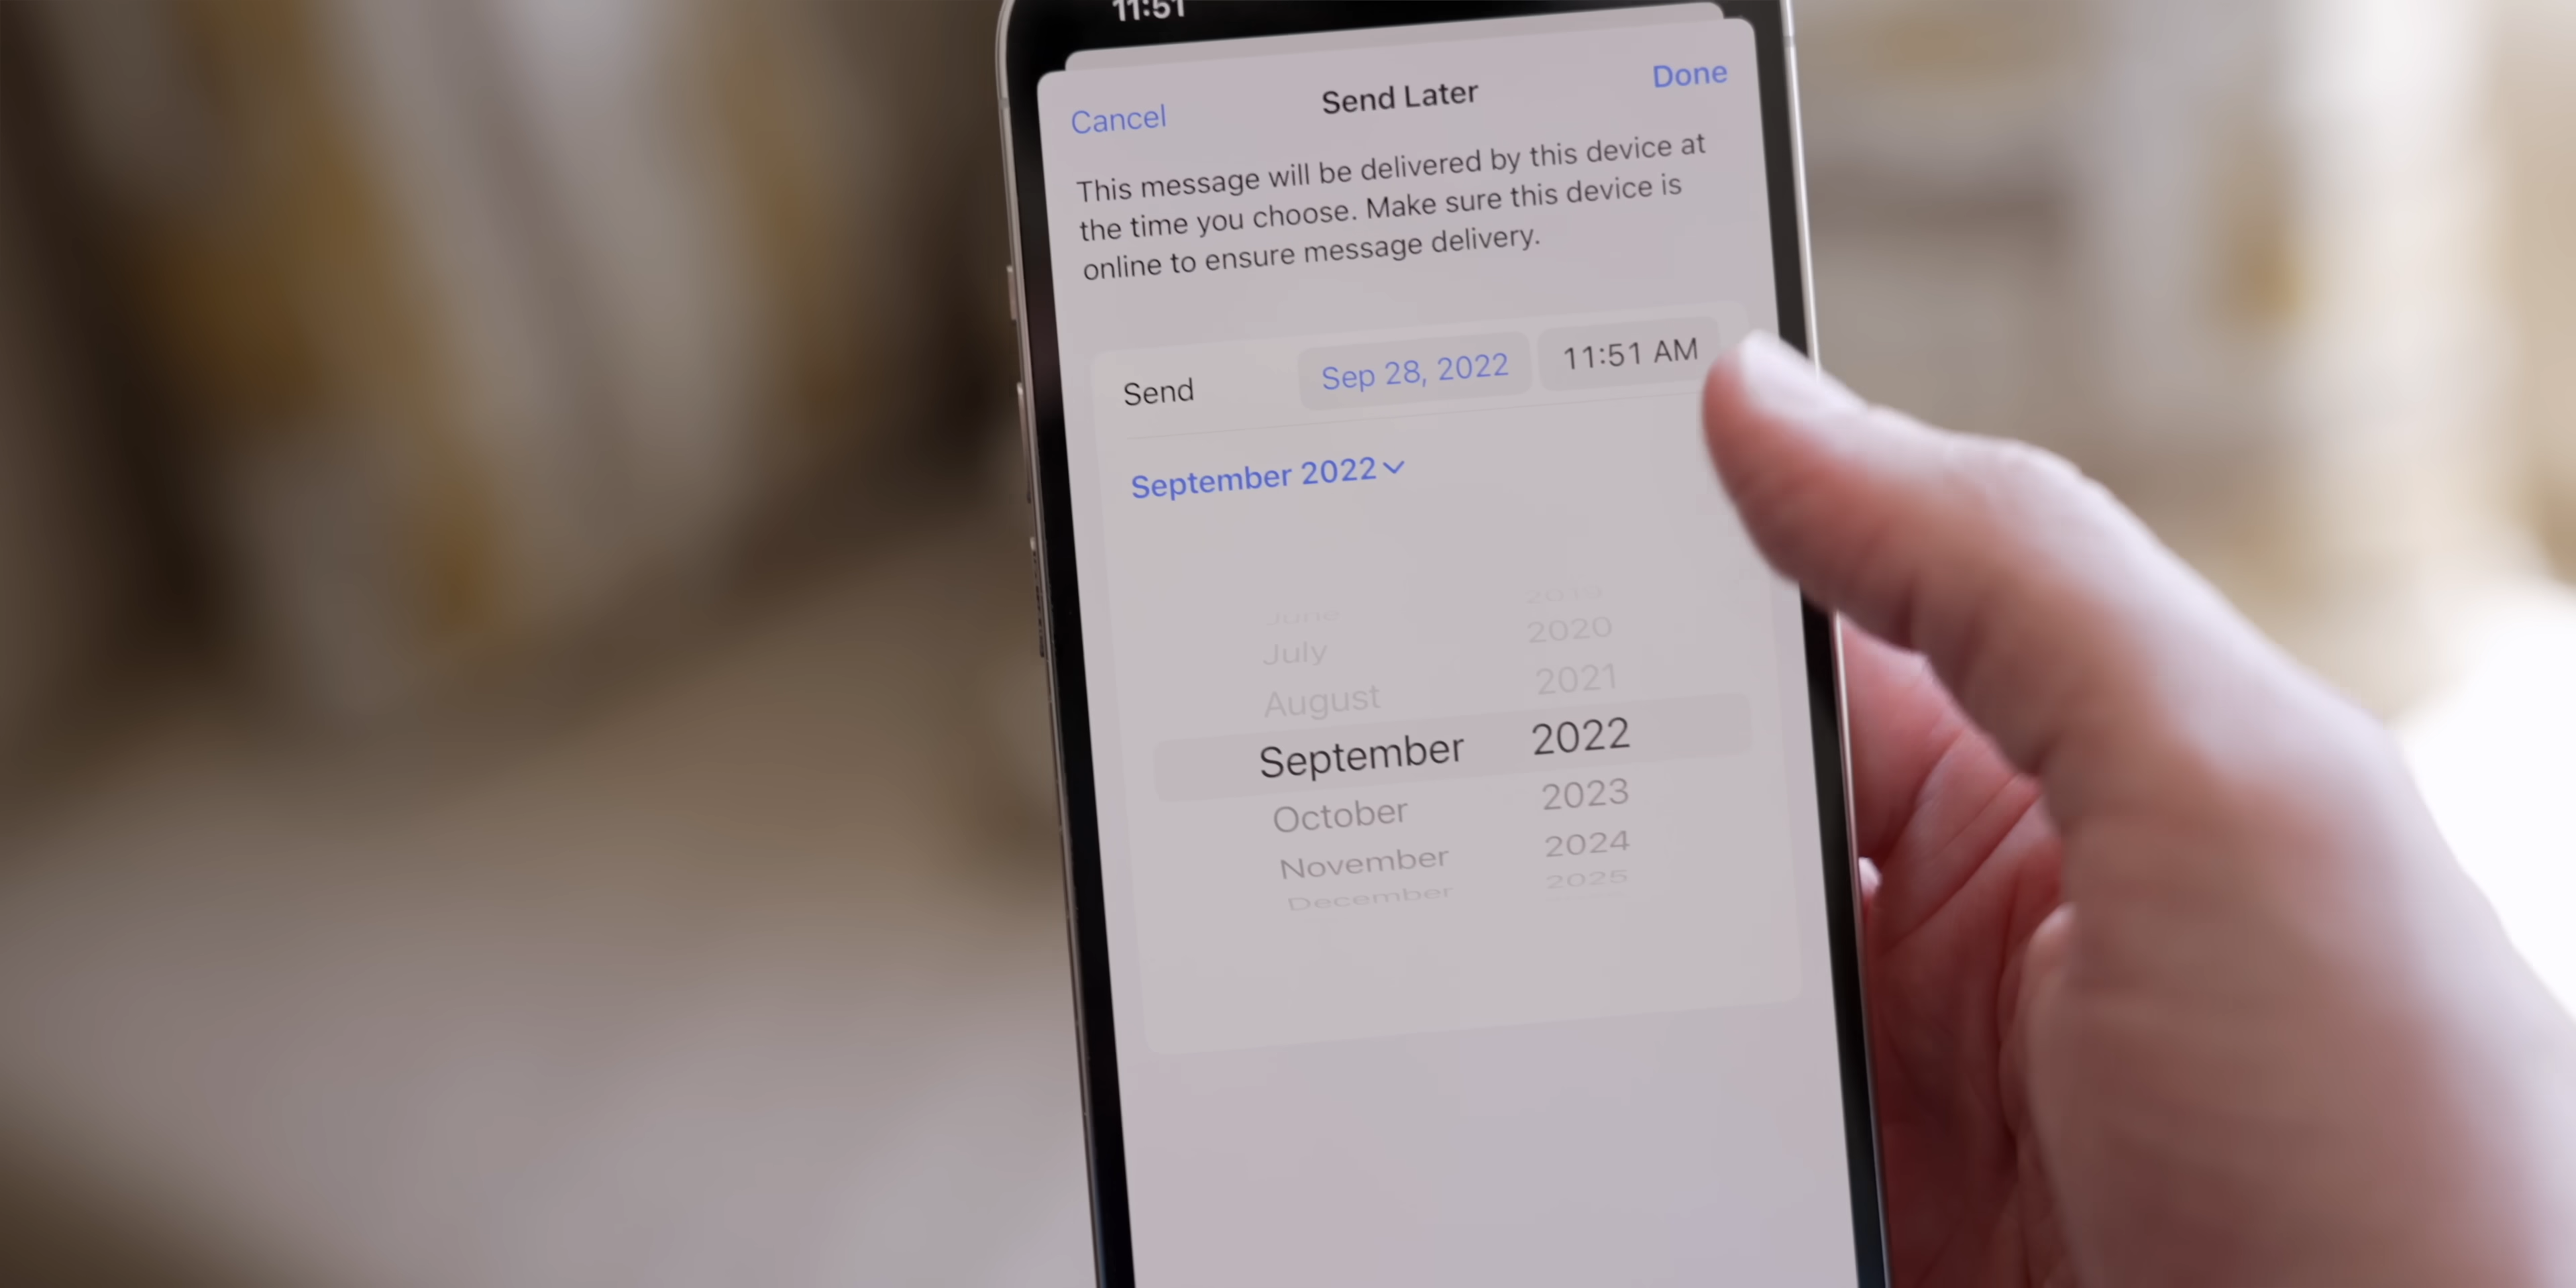 11:51
Cancel Send Later Done
This message will be delivered by this device at
the time you choose. Make sure this device is
online to ensure message delivery.
Send Sep 28, 2022 11:51 AM
September 2022
June 2019
July 2020
August 2021
September 2022
October 2023
November 2024
December 2025